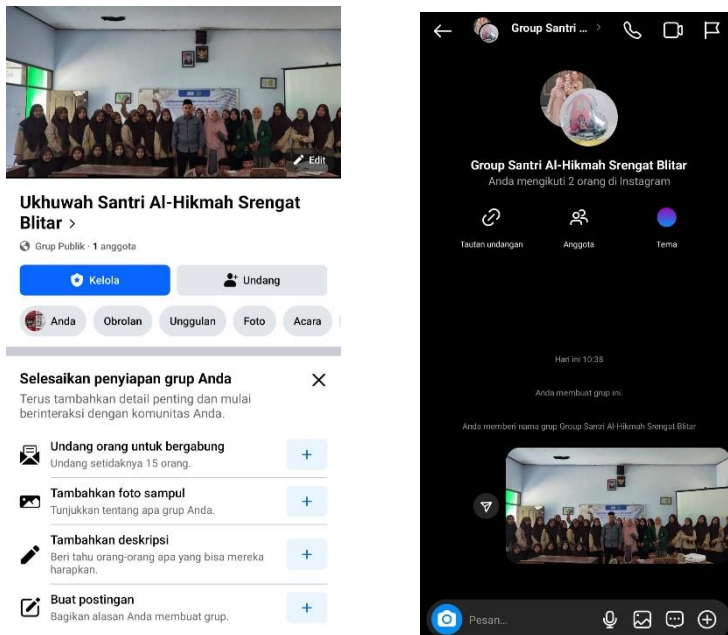 Edit
Ukhuwah Santri Al-Hikmah Srengat
Blitar >
Grup Publik · 1 anggota
Kelola
Undang
Anda
Obrolan
Unggulan
Foto
Acara
Selesaikan penyiapan grup Anda
Terus tambahkan detail penting dan mulai
berinteraksi dengan komunitas Anda.
Undang orang untuk bergabung
Undang setidaknya 15 orang.
Tambahkan foto sampul
Tunjukkan tentang apa grup Anda.
Tambahkan deskripsi
Beri tahu orang-orang apa yang bisa mereka
harapkan.
Buat postingan
Bagikan alasan Anda membuat grup.
Group Santri ... >
Group Santri Al-Hikmah Srengat Blitar
Anda mengikuti 2 orang di Instagram
Tautan undangan
Anggota
Tema
Hari ini 10:38
Anda membuat grup ini.
Anda memberi nama grup Group Santri Al-Hikmah Srengat Blitar
Pesan...